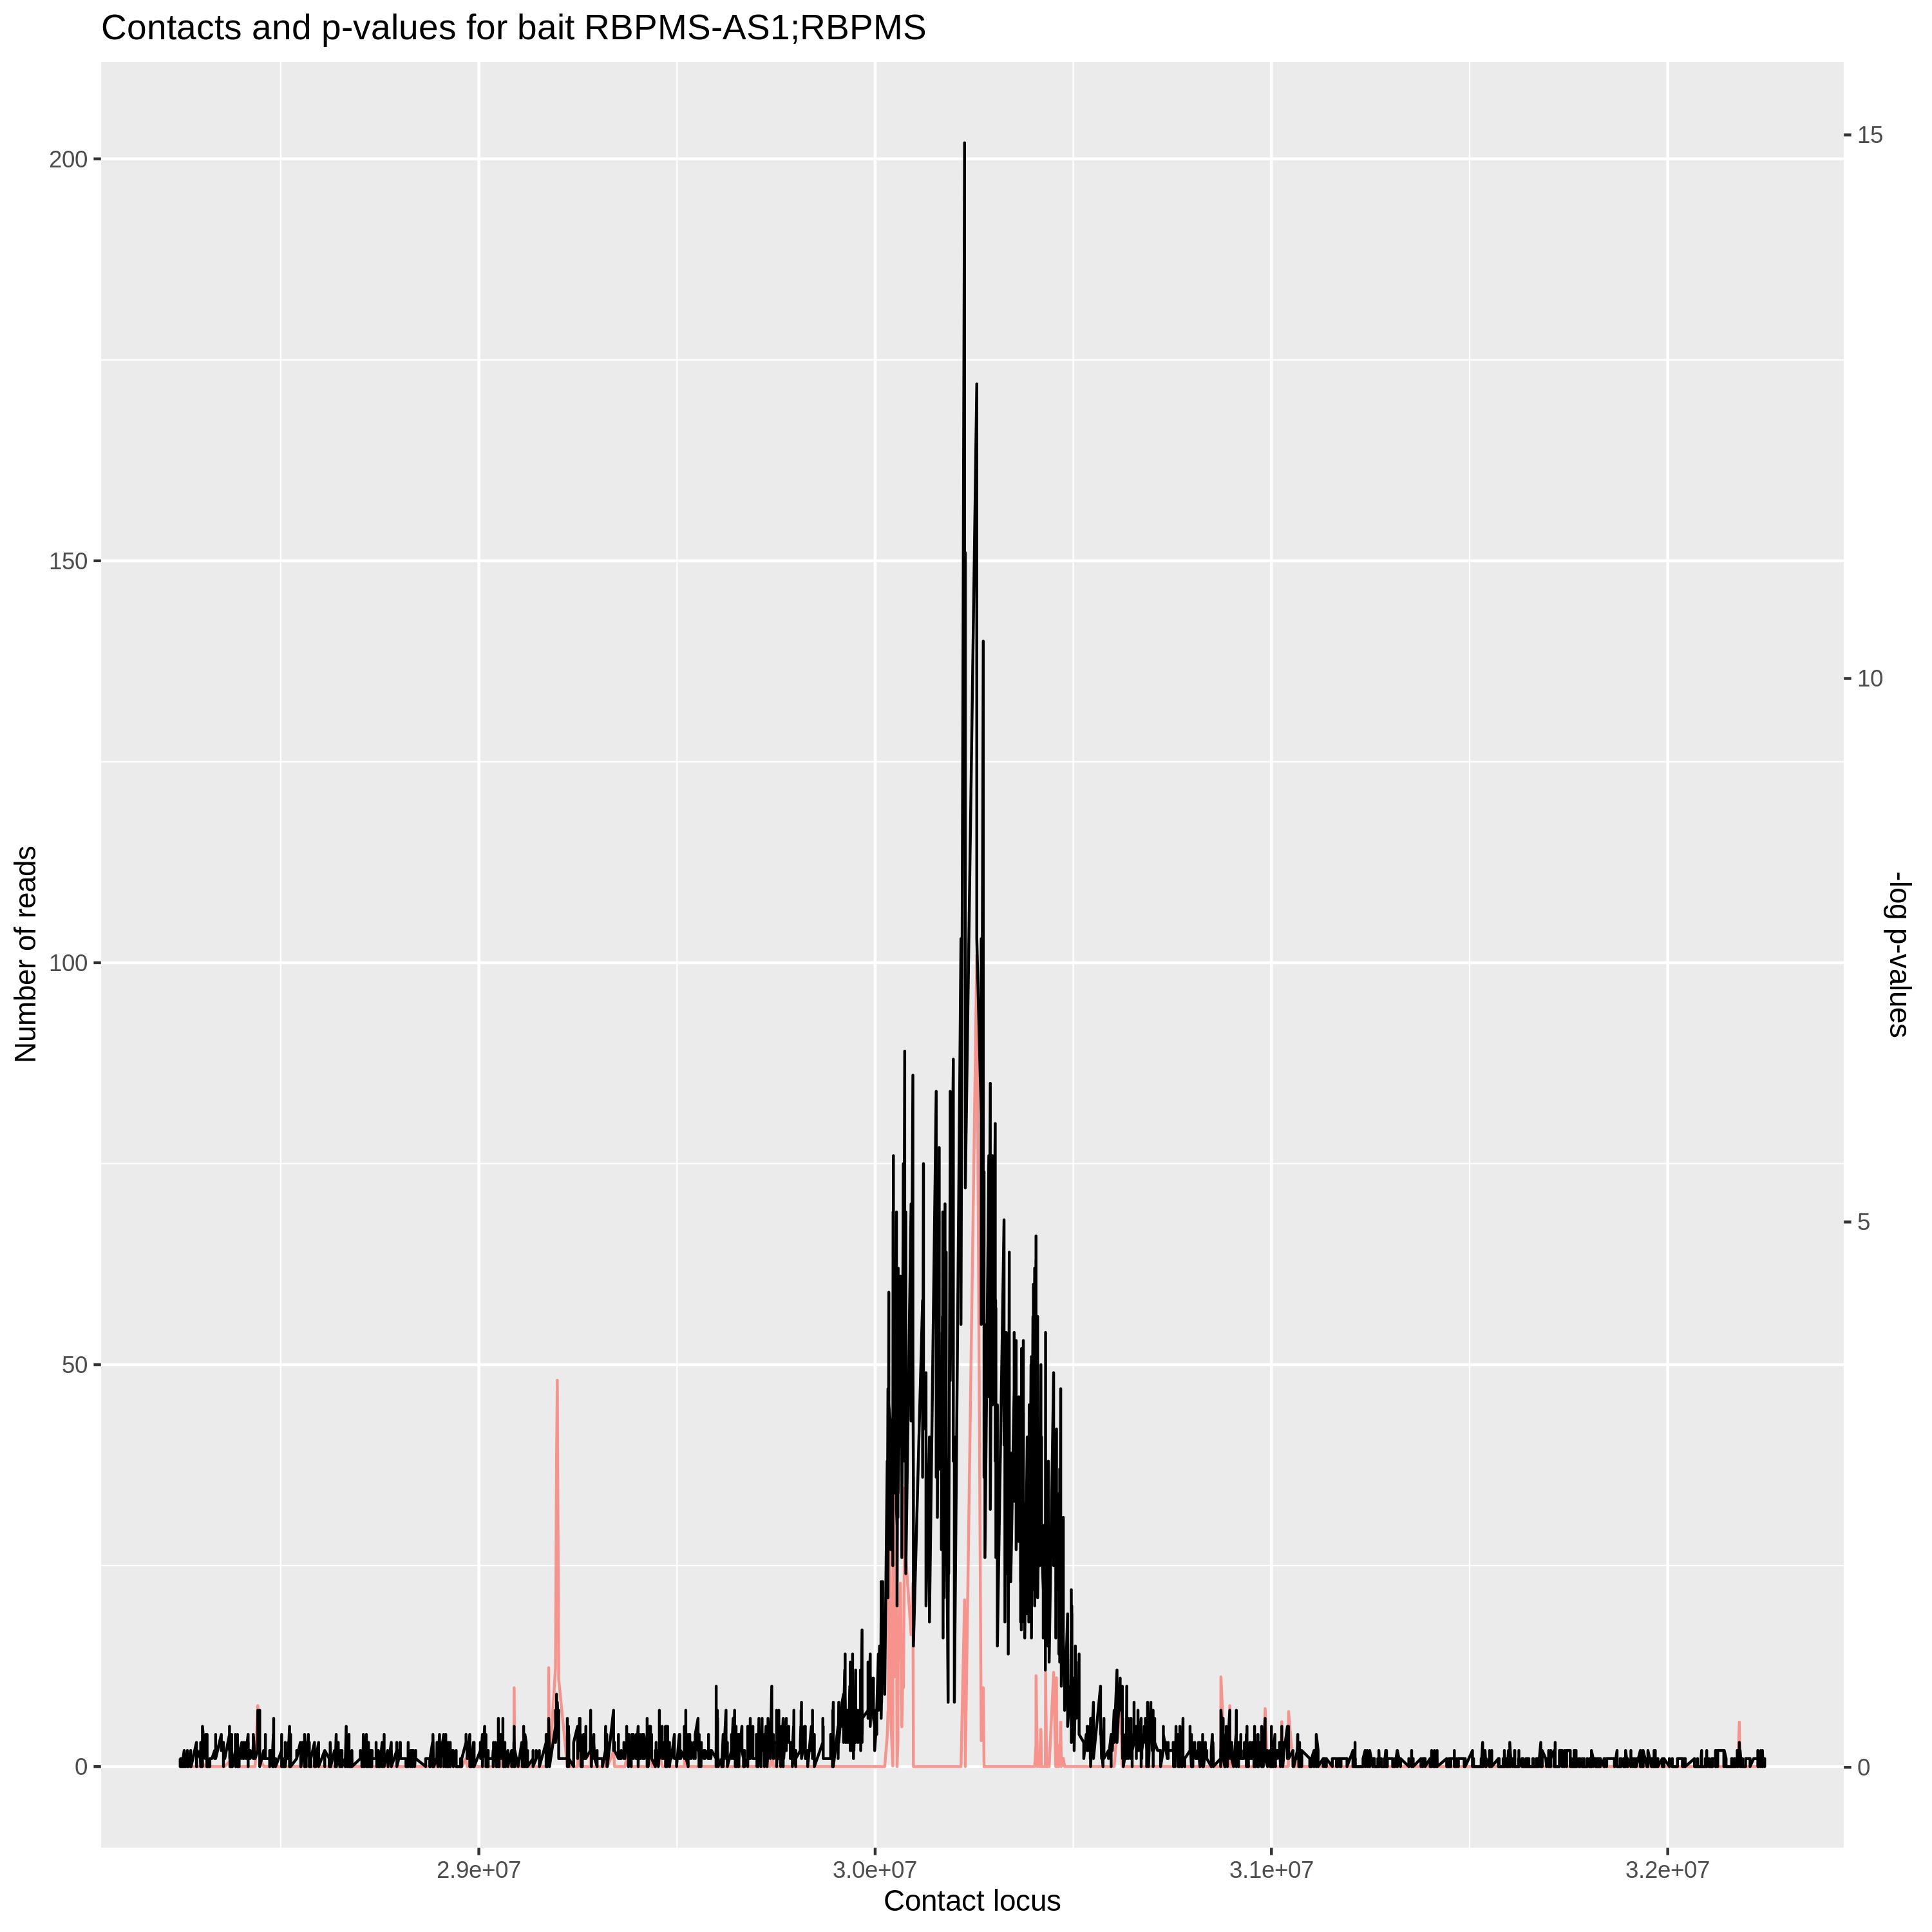 Contacts and p-values for bait RBPMS-AS1;RBPMS
200
150
100
50
0
Number of reads
15
10
5
0
-log p-values
2.9e+07 3.0e+07 3.1e+07 3.2e+07
Contact locus